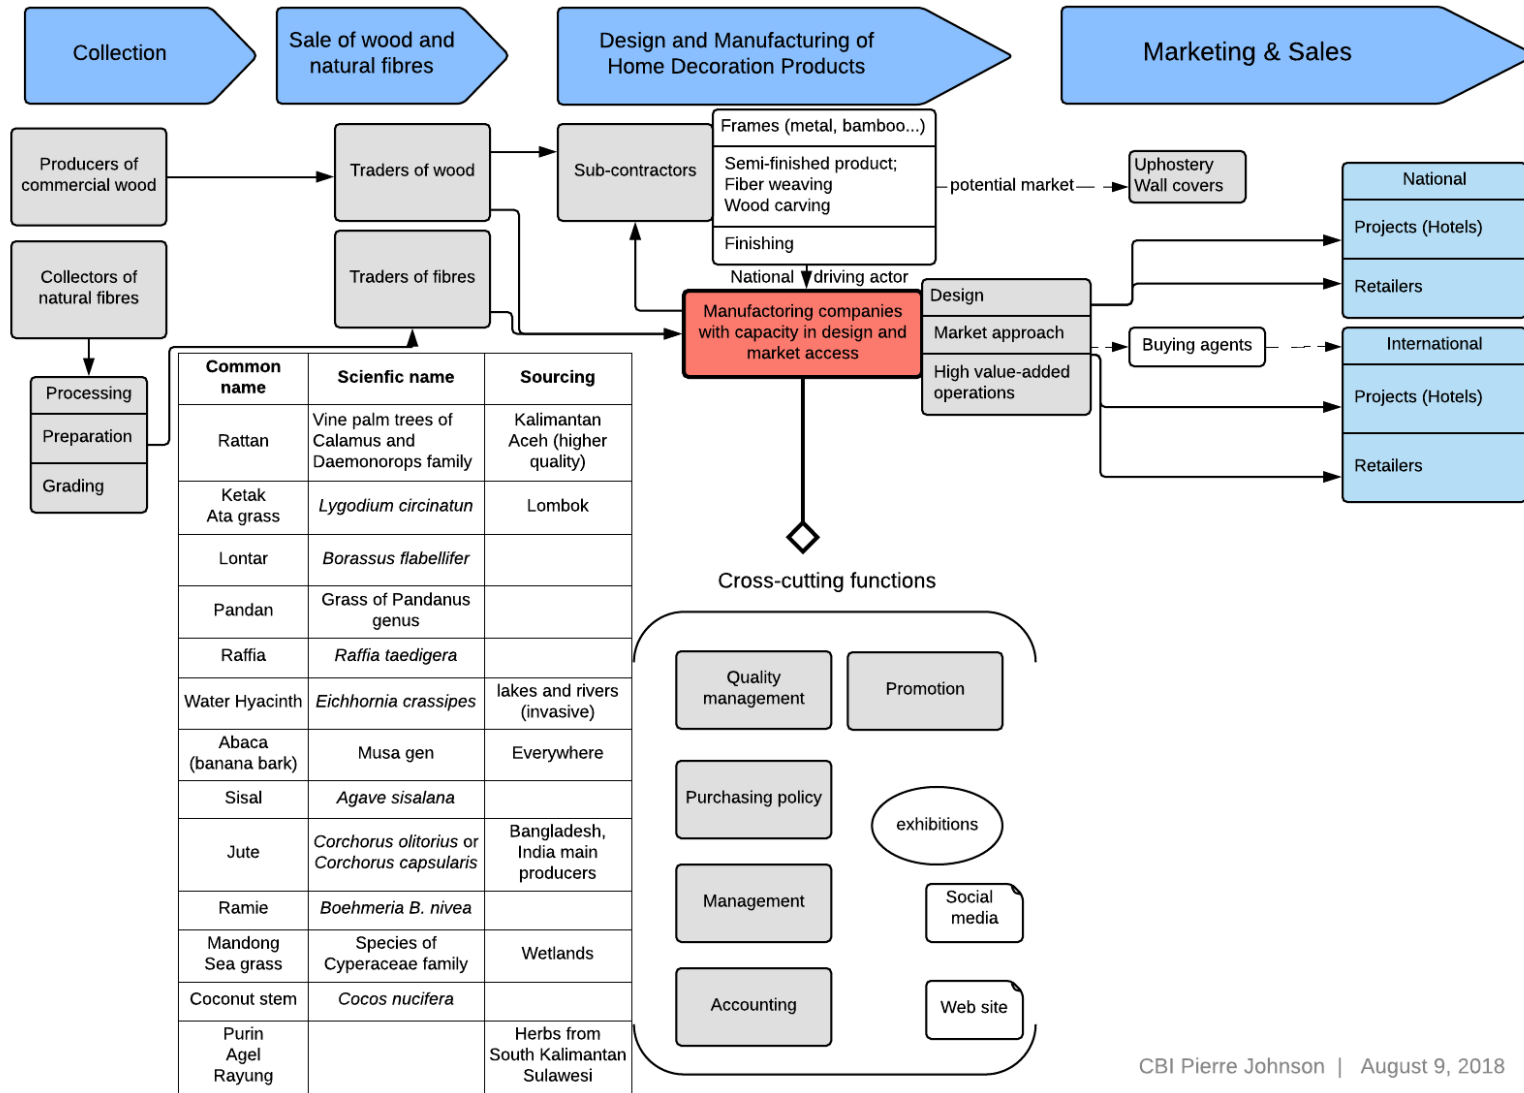 Collection
Sale of wood and
natural fibres
Design and Manufacturing of
Home Decoration Products
Marketing & Sales
Producers of
commercial wood
Traders of wood
Sub-contractors
Frames (metal, bamboo...)
Semi-finished product;
Fiber weaving
Wood carving
Finishing
potential market
Uphostery
Wall covers
National
Projects (Hotels)
Retailers
Collectors of
natural fibres
Traders of fibres
National driving actor
Manufactoring companies
with capacity in design and
market access
Design
Market approach
High value-added
operations
Buying agents
International
Projects (Hotels)
Retailers
Processing
Preparation
Grading
Common
name
Scienfic name
Sourcing
Rattan
Vine palm trees of
Calamus and
Daemonorops family
Kalimantan
Aceh (higher
quality)
Ketak
Ata grass
Lygodium circinatun
Lombok
Lontar
Borassus flabellifer
Pandan
Grass of Pandanus
genus
Raffia
Raffia taedigera
Water Hyacinth
Eichhornia crassipes
lakes and rivers
(invasive)
Abaca
(banana bark)
Musa gen
Everywhere
Sisal
Agave sisalana
Jute
Corchorus olitorius or
Corchorus capsularis
Bangladesh,
India main
producers
Ramie
Boehmeria B. nivea
Mandong
Sea grass
Species of
Cyperaceae family
Wetlands
Coconut stem
Cocos nucifera
Purin
Agel
Rayung
Herbs from
South Kalimantan
Sulawesi
Cross-cutting functions
Quality
management
Promotion
Purchasing policy
exhibitions
Management
Social
media
Accounting
Web site
CBI Pierre Johnson | August 9, 2018